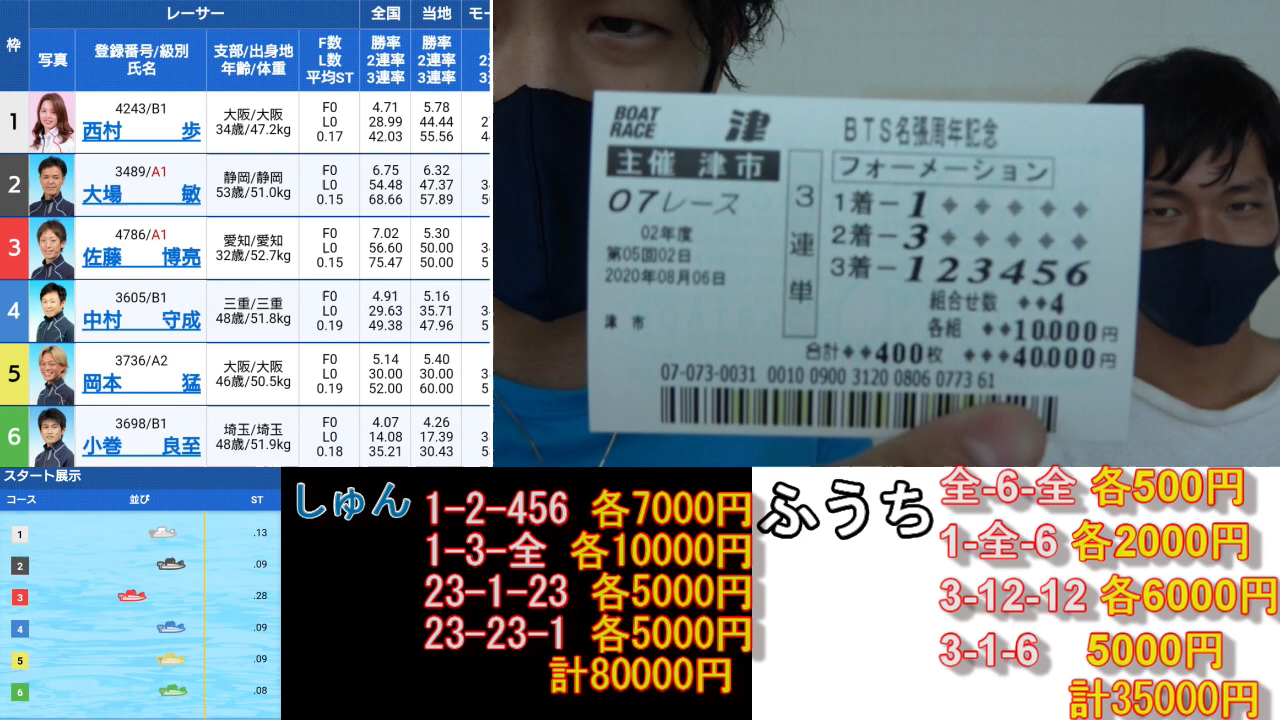 レーサー 全国 当地 モー
枠 写真 登録番号/級別 氏名 支部/出身地 年齢/体重 F数 L数 平均ST 勝率 2連率 3連率 勝率 2連率 3連率
1 4243/B1 西村 歩 大阪/大阪 34歳/47.2kg F0 L0 0.17 4.71 28.99 42.03 5.78 44.44 55.56
2 3489/A1 大場 敏 静岡/静岡 53歳/51.0kg F0 L0 0.15 6.75 54.48 68.66 6.32 47.37 57.89
3 4786/A1 佐藤 博亮 愛知/愛知 32歳/52.7kg F0 L0 0.15 7.02 56.60 75.47 5.30 50.00 50.00
4 3605/B1 中村 守成 三重/三重 48歳/51.8kg F0 L0 0.19 4.91 29.63 49.38 5.16 35.71 47.96
5 3736/A2 岡本 猛 大阪/大阪 46歳/50.5kg F0 L0 0.19 5.14 30.00 52.00 5.40 30.00 60.00
6 3698/B1 小巻 良至 埼玉/埼玉 48歳/51.9kg F0 L0 0.18 4.07 14.08 35.21 4.26 17.39 30.43
BOAT RACE 津 BTS名張周年記念
主催 津市
07レース
02年度
第05回02日
2020年08月06日
津 市
3連単
フォーメーション
1着－1
2着－3
3着－123456
組合せ数 4
各組 10,000円
合計 400枚 40,000円
07-073-0031 0010 0900 3120 0806 0773 61
スタート展示
コース 並び ST
1 .13
2 .09
3 .28
4 .09
5 .09
6 .08
しゅん
1-2-456 各7000円
1-3-全 各10000円
23-1-23 各5000円
23-23-1 各5000円
計80000円
ふうち
全-6-全 各500円
1-全-6 各2000円
3-12-12 各6000円
3-1-6 5000円
計35000円